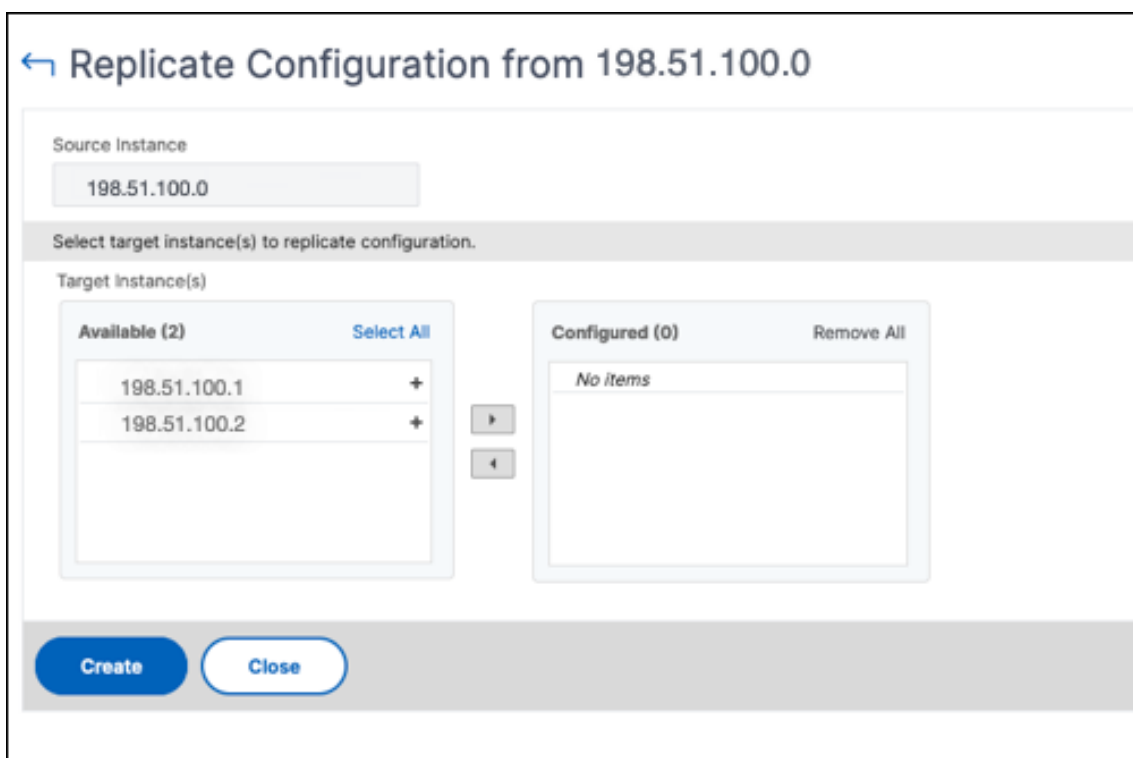 Replicate Configuration from 198.51.100.0
Source Instance
198.51.100.0
Select target instance(s) to replicate configuration.
Target Instance(s)
Available (2) Select All
198.51.100.1 +
198.51.100.2 +
Configured (0) Remove All
No items
Create Close